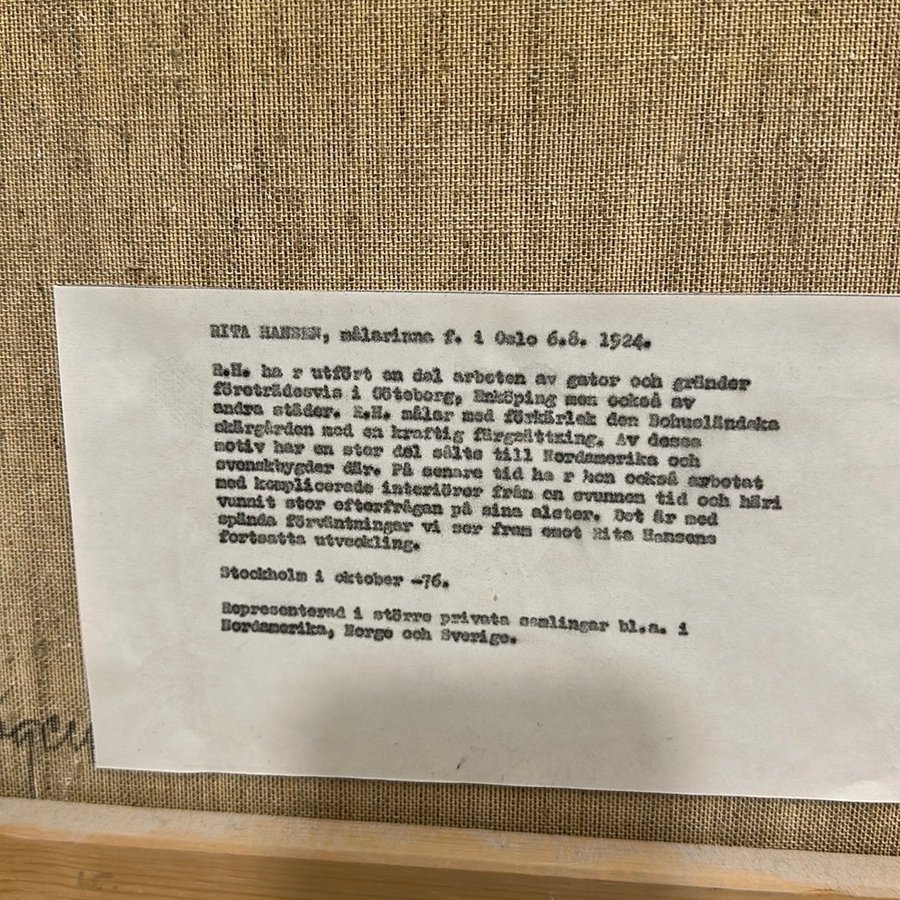 RITA HANSEN, målarinna f. i Oslo 6.8. 1924.
R.H. ha r utfört en del arbeten av gator och gränder
företrädesvis i Göteborg, Enköping men också av
andra städer. R.H. målar med förkärlek den Bohusländska
skärgården med en kraftig färgsättning. Av dessa
motiv har en stor del sålts till Nordamerika och
svenskbygder där. På senare tid ha r hon också arbetat
med komplicerade interiörer från en svunnen tid och häri
vunnit stor efterfrågan på sina alster. Det är med
spända förväntningar vi ser fram emot Rita Hansens
fortsatta utveckling.
Stockholm i oktober -76.
Representerad i större privata samlingar bl.a. i
Nordamerika, Norge och Sverige.